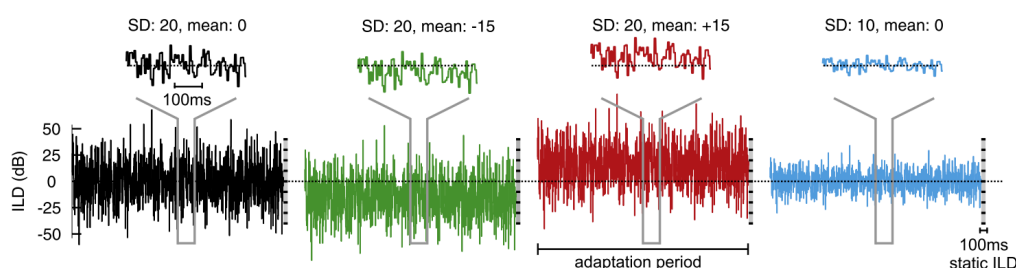 SD: 20, mean: 0
SD: 20, mean: -15
SD: 20, mean: +15
SD: 10, mean: 0
100ms
ILD (dB)
50
25
0
-25
-50
adaptation period
100ms
static ILD